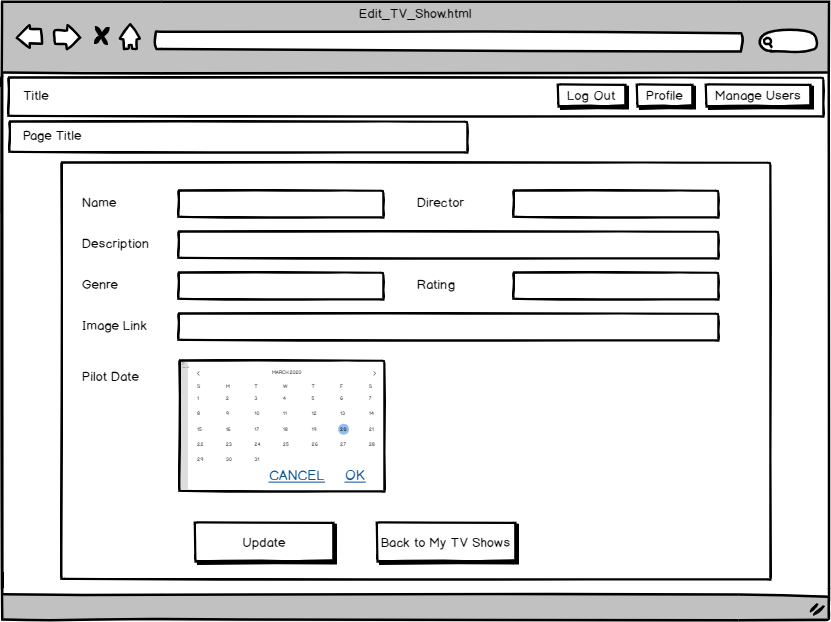 Edit_TV_Show.html
Title Log Out Profile Manage Users
Page Title
Name Director
Description
Genre Rating
Image Link
Pilot Date
< MARCH 2020 >
S M T W T F S
1 2 3 4 5 6 7
8 9 10 11 12 13 14
15 16 17 18 19 20 21
22 23 24 25 26 27 28
29 30 31
CANCEL OK
Update Back to My TV Shows